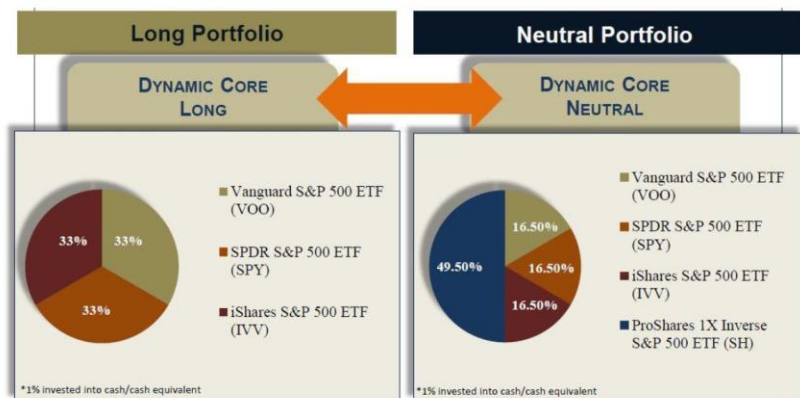 Long Portfolio
DYNAMIC CORE
LONG
33%
33%
33%
Vanguard S&P 500 ETF
(VOO)
SPDR S&P 500 ETF
(SPY)
iShares S&P 500 ETF
(IVV)
*1% invested into cash/cash equivalent
Neutral Portfolio
DYNAMIC CORE
NEUTRAL
16.50%
49.50%
16.50%
16.50%
Vanguard S&P 500 ETF
(VOO)
SPDR S&P 500 ETF
(SPY)
iShares S&P 500 ETF
(IVV)
ProShares 1X Inverse
S&P 500 ETF (SH)
*1% invested into cash/cash equivalent